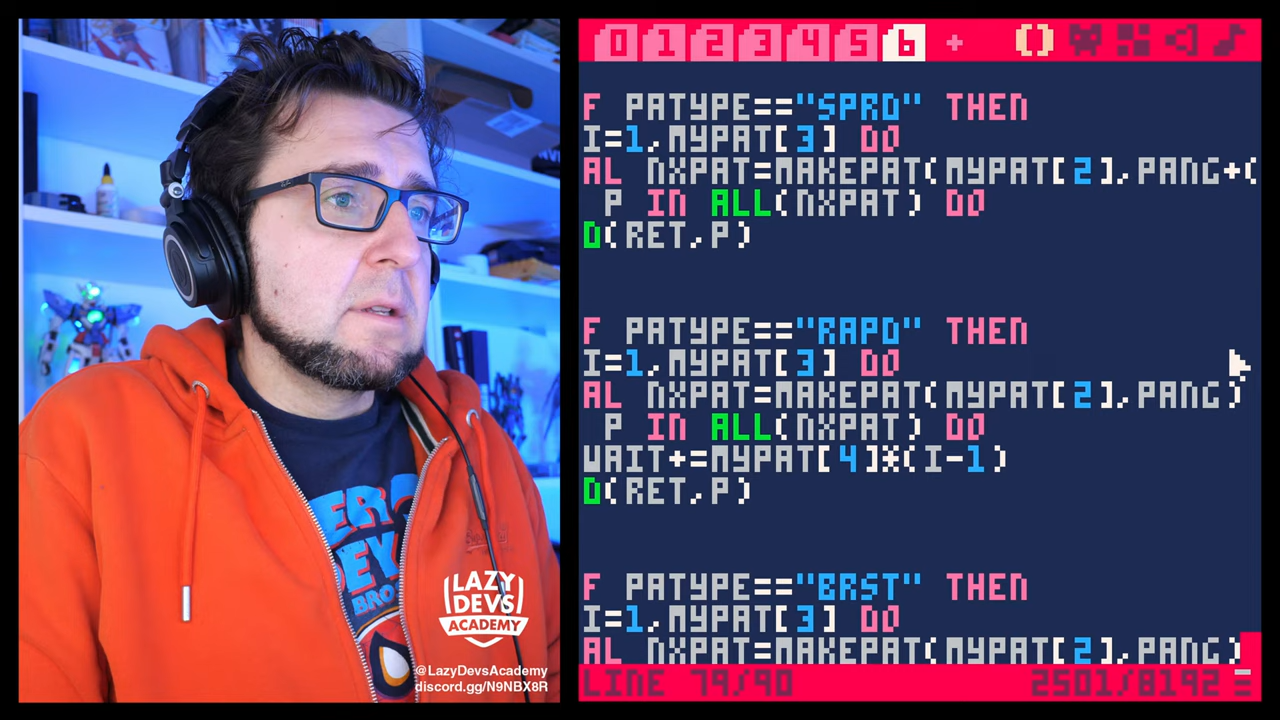 0 1 2 3 4 5 6 + ()
F PATYPE=="SPRD" THEN
I=1,MYPAT[3] DO
AL NXPAT=MAKEPAT(MYPAT[2],PANG+(
P IN ALL(NXPAT) DO
D(RET,P)
F PATYPE=="RAPD" THEN
I=1,MYPAT[3] DO
AL NXPAT=MAKEPAT(MYPAT[2],PANG)
P IN ALL(NXPAT) DO
WAIT+=MYPAT[4]*(I-1)
D(RET,P)
F PATYPE=="BRST" THEN
I=1,MYPAT[3] DO
AL NXPAT=MAKEPAT(MYPAT[2],PANG)
LINE 79/90 2501/8192
LAZY
DEVS
ACADEMY
@LazyDevsAcademy
discord.gg/N9NBX8R